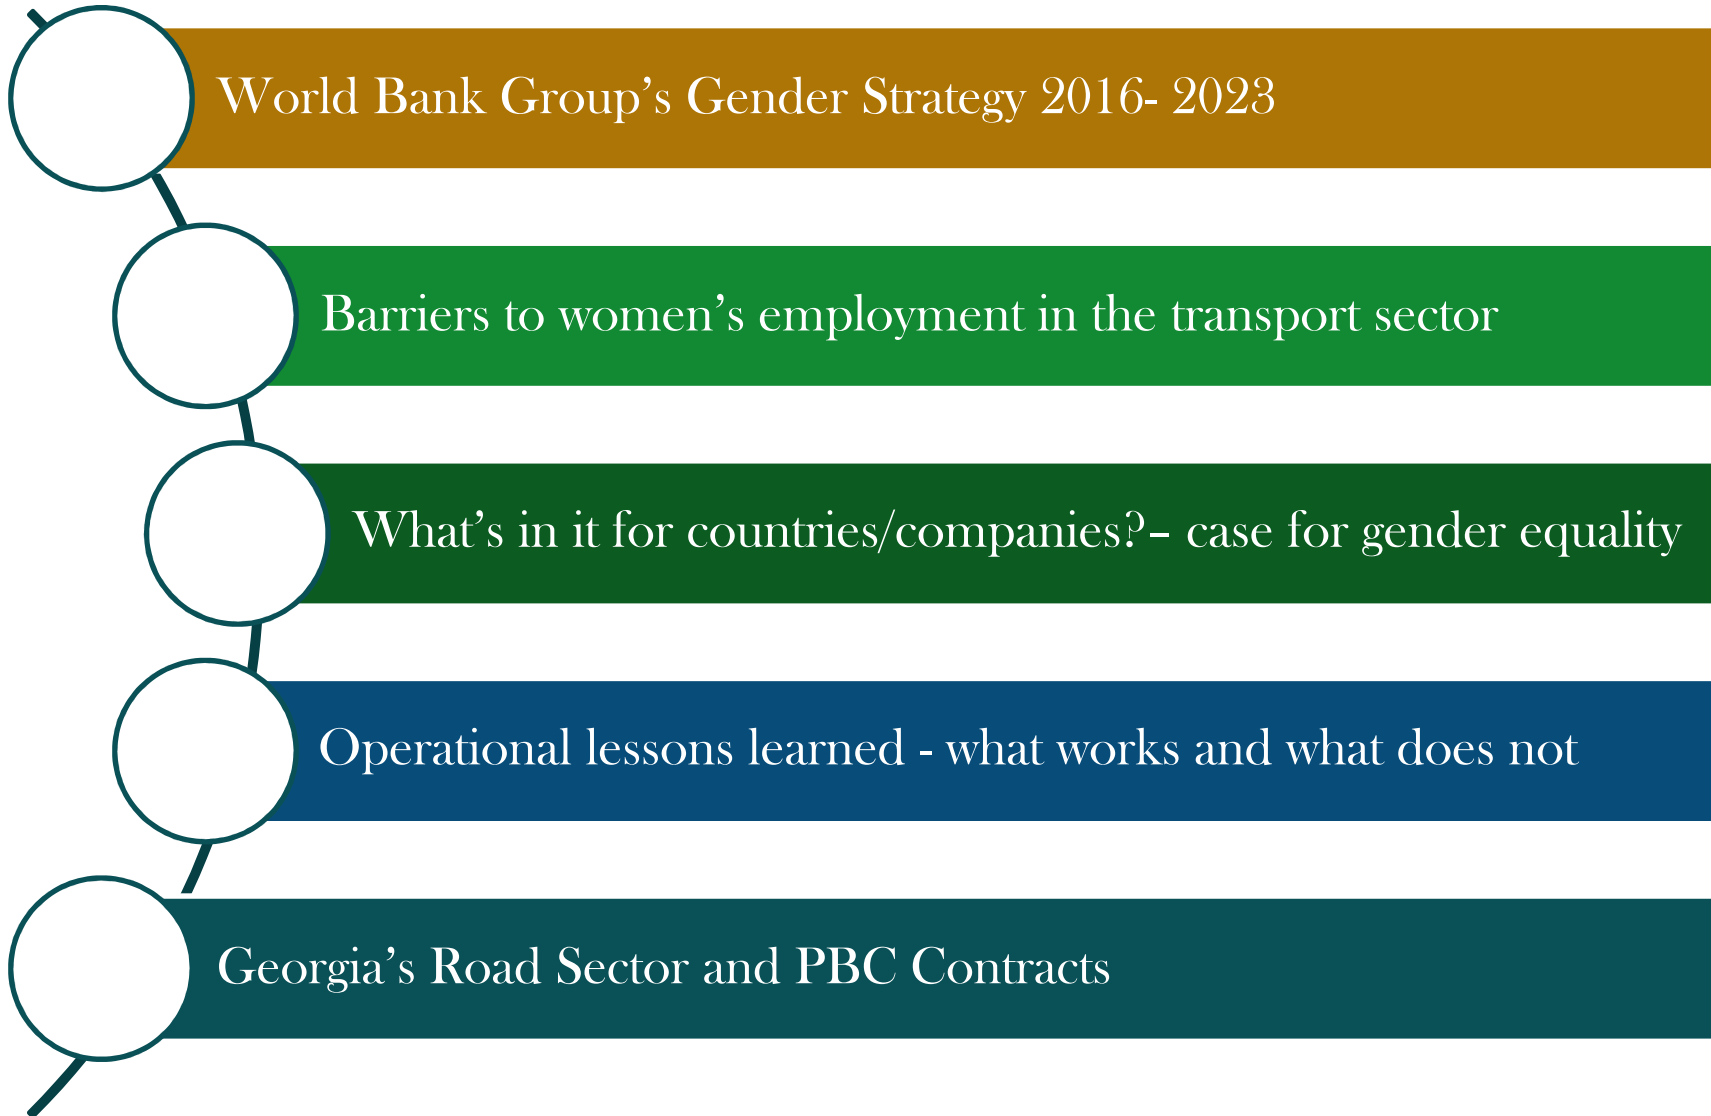 World Bank Group’s Gender Strategy 2016- 2023
Barriers to women’s employment in the transport sector
What’s in it for countries/companies?– case for gender equality
Operational lessons learned - what works and what does not
Georgia’s Road Sector and PBC Contracts